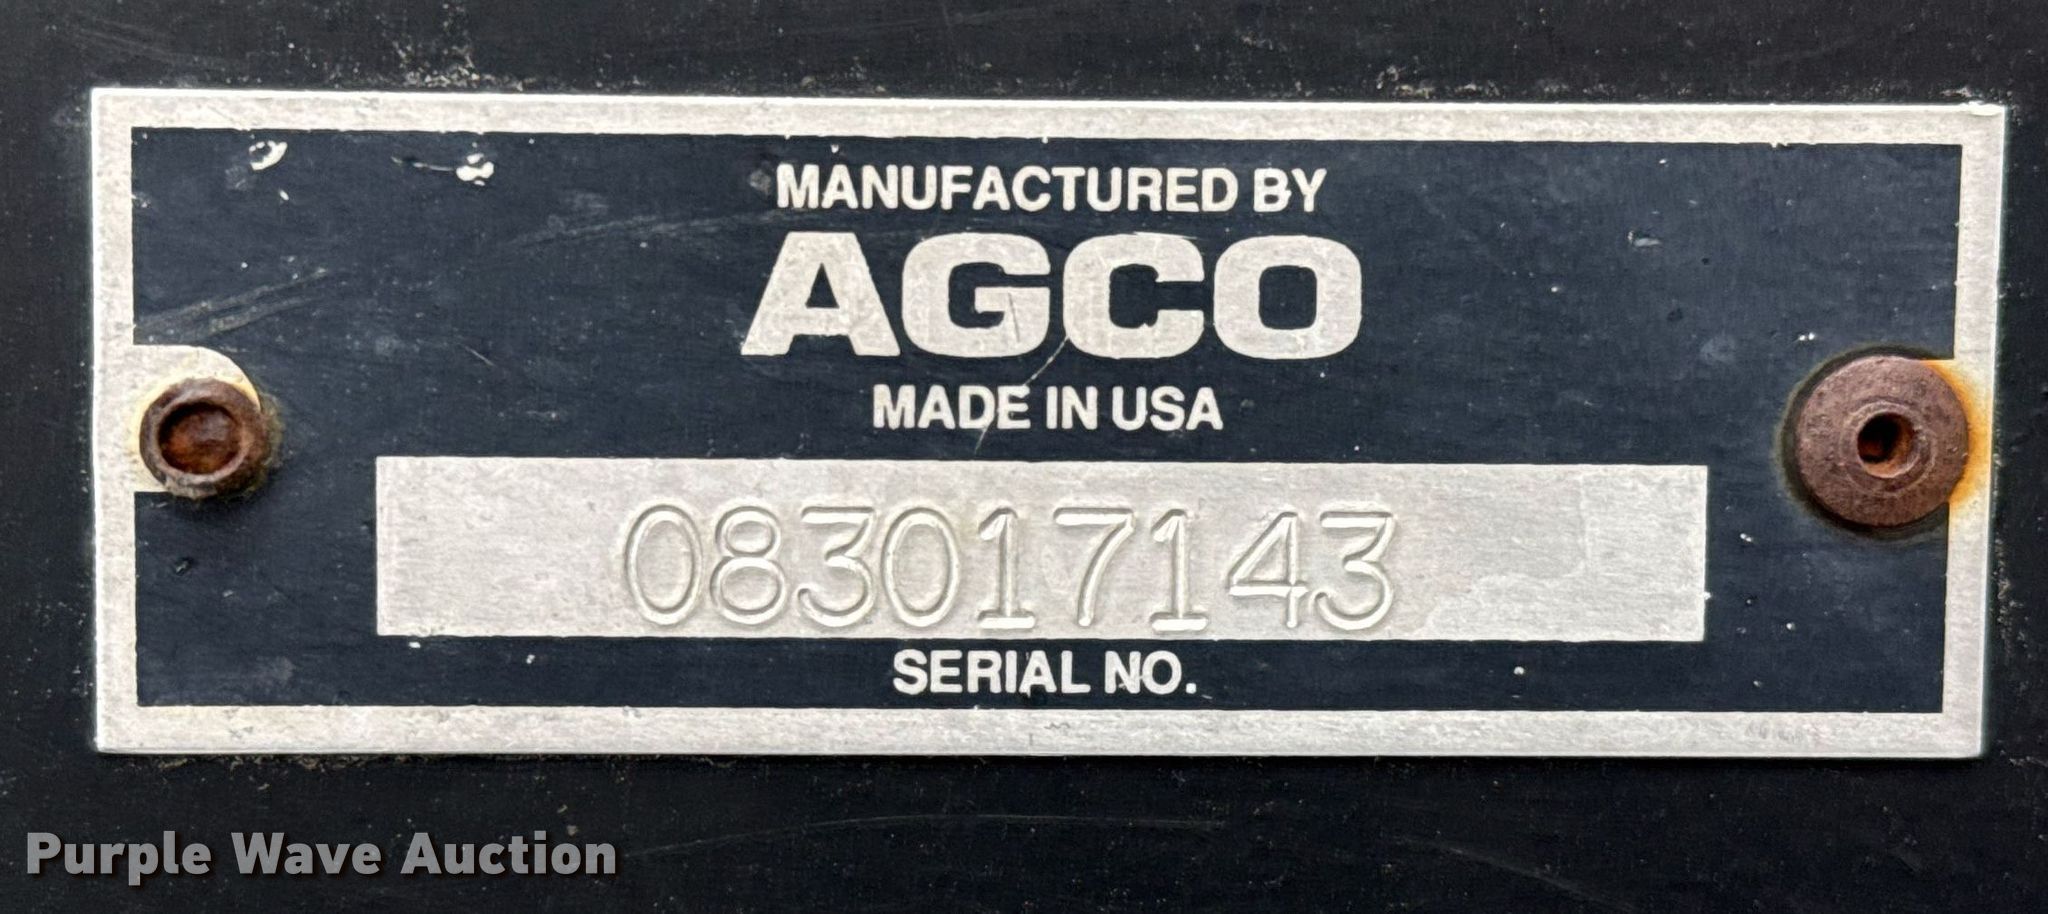 MANUFACTURED BY
AGCO
MADE IN USA
083017143
SERIAL NO.
Purple Wave Auction